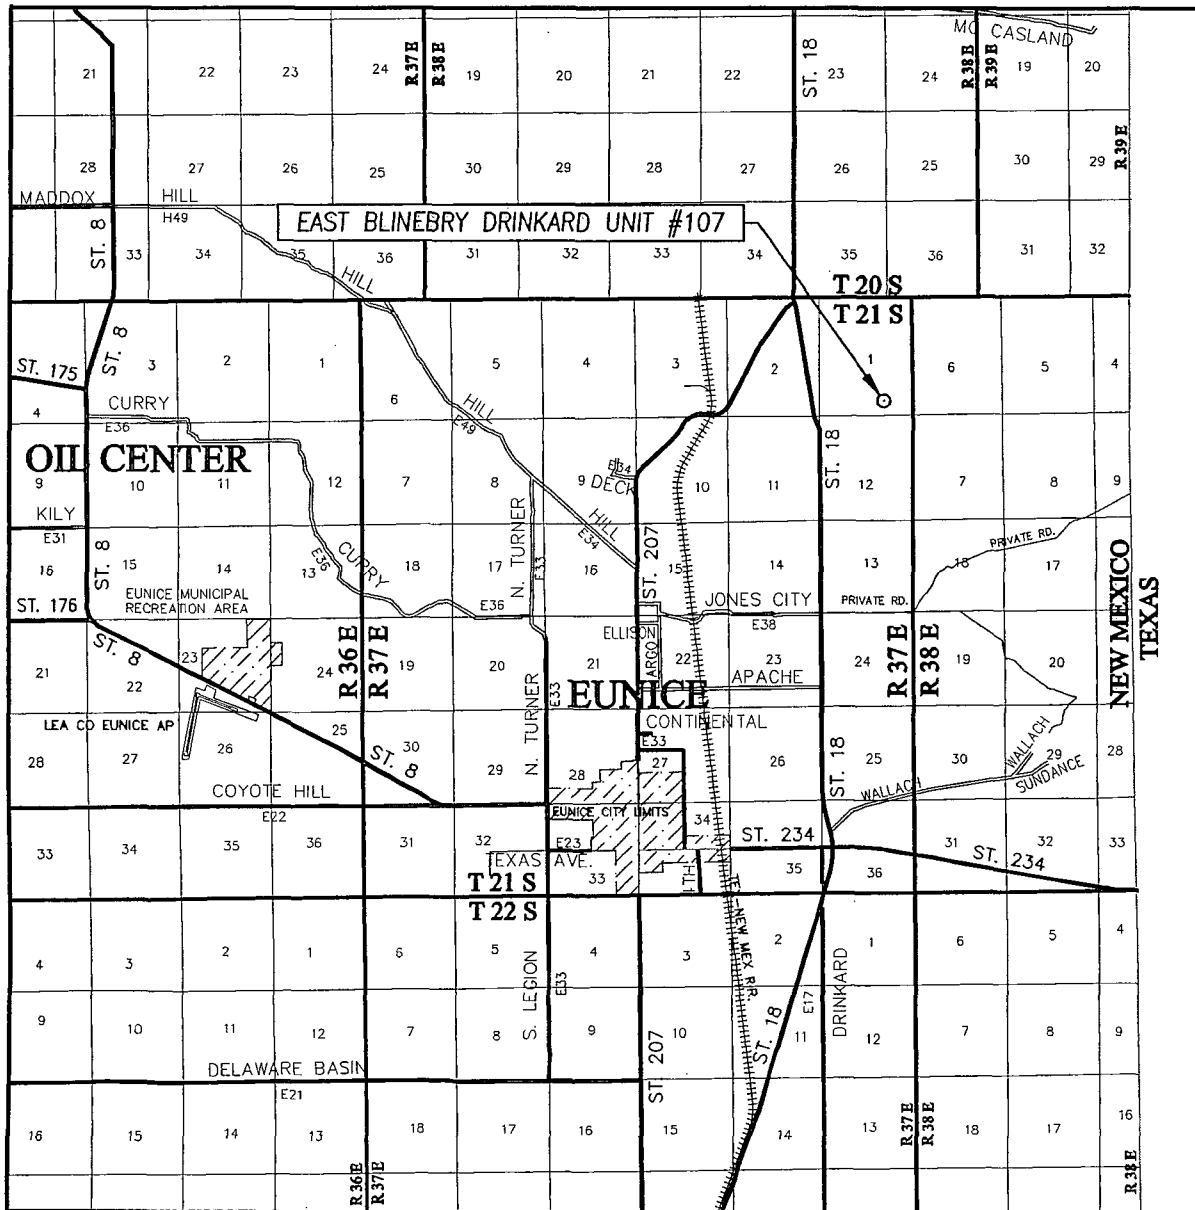 MC CASLAND
21 22 23 24 R 37 E R 38 E 19 20 21 22 ST. 18 23 24 R 38 E R 39 E 19 20
28 27 26 25 30 29 28 27 26 25 30 29 R 39 E
MADDOX HILL
H49
EAST BLINEBRY DRINKARD UNIT #107
ST. 8 33 34 35 HILL 36 31 32 33 34 35 36 31 32
T 20 S
T 21 S
ST. 175 ST. 8 3 2 1 6 5 4 3 2 1 6 5 4
4 CURRY
E36
HILL
E49
OIL CENTER
9 10 11 12 7 8 9 DECK E34 10 11 ST. 18 12 7 8 9
KILY
E31
HILL
E34
N. TURNER
E33
ST. 207
PRIVATE RD.
16 ST. 8 15 14 13 CURRY E36 18 17 16 15 14 13 18 17
EUNICE MUNICIPAL
RECREATION AREA
ST. 176
E36
JONES CITY
E38
PRIVATE RD.
NEW MEXICO
TEXAS
ST. 8
ELLISON
ARGO
21 22 23 24 R 36 E R 37 E 19 20 21 22 23 24 R 37 E R 38 E 19 20
APACHE
EUNICE
LEA CO EUNICE AP
N. TURNER
E33
CONTINENTAL
E33
28 27 26 25 30 29 28 27 26 ST. 18 25 30 29 28
ST. 8
WALLACH
WALLACH
SUNDANCE
COYOTE HILL
E22
EUNICE CITY LIMITS
33 34 35 36 31 32 E23 33 34 ST. 234 35 36 31 32 33
ST. 234
TEXAS AVE.
4TH
T 21 S
T 22 S
TEX-NEW MEX R.R.
4 3 2 1 6 5 4 3 2 1 6 5 4
S. LEGION
E33
DRINKARD
E17
9 10 11 12 7 8 9 10 11 12 7 8 9
ST. 207
ST. 18
DELAWARE BASIN
E21
16 15 14 13 18 17 16 15 14 13 18 17 16
R 36 E R 37 E
R 37 E R 38 E
R 38 E